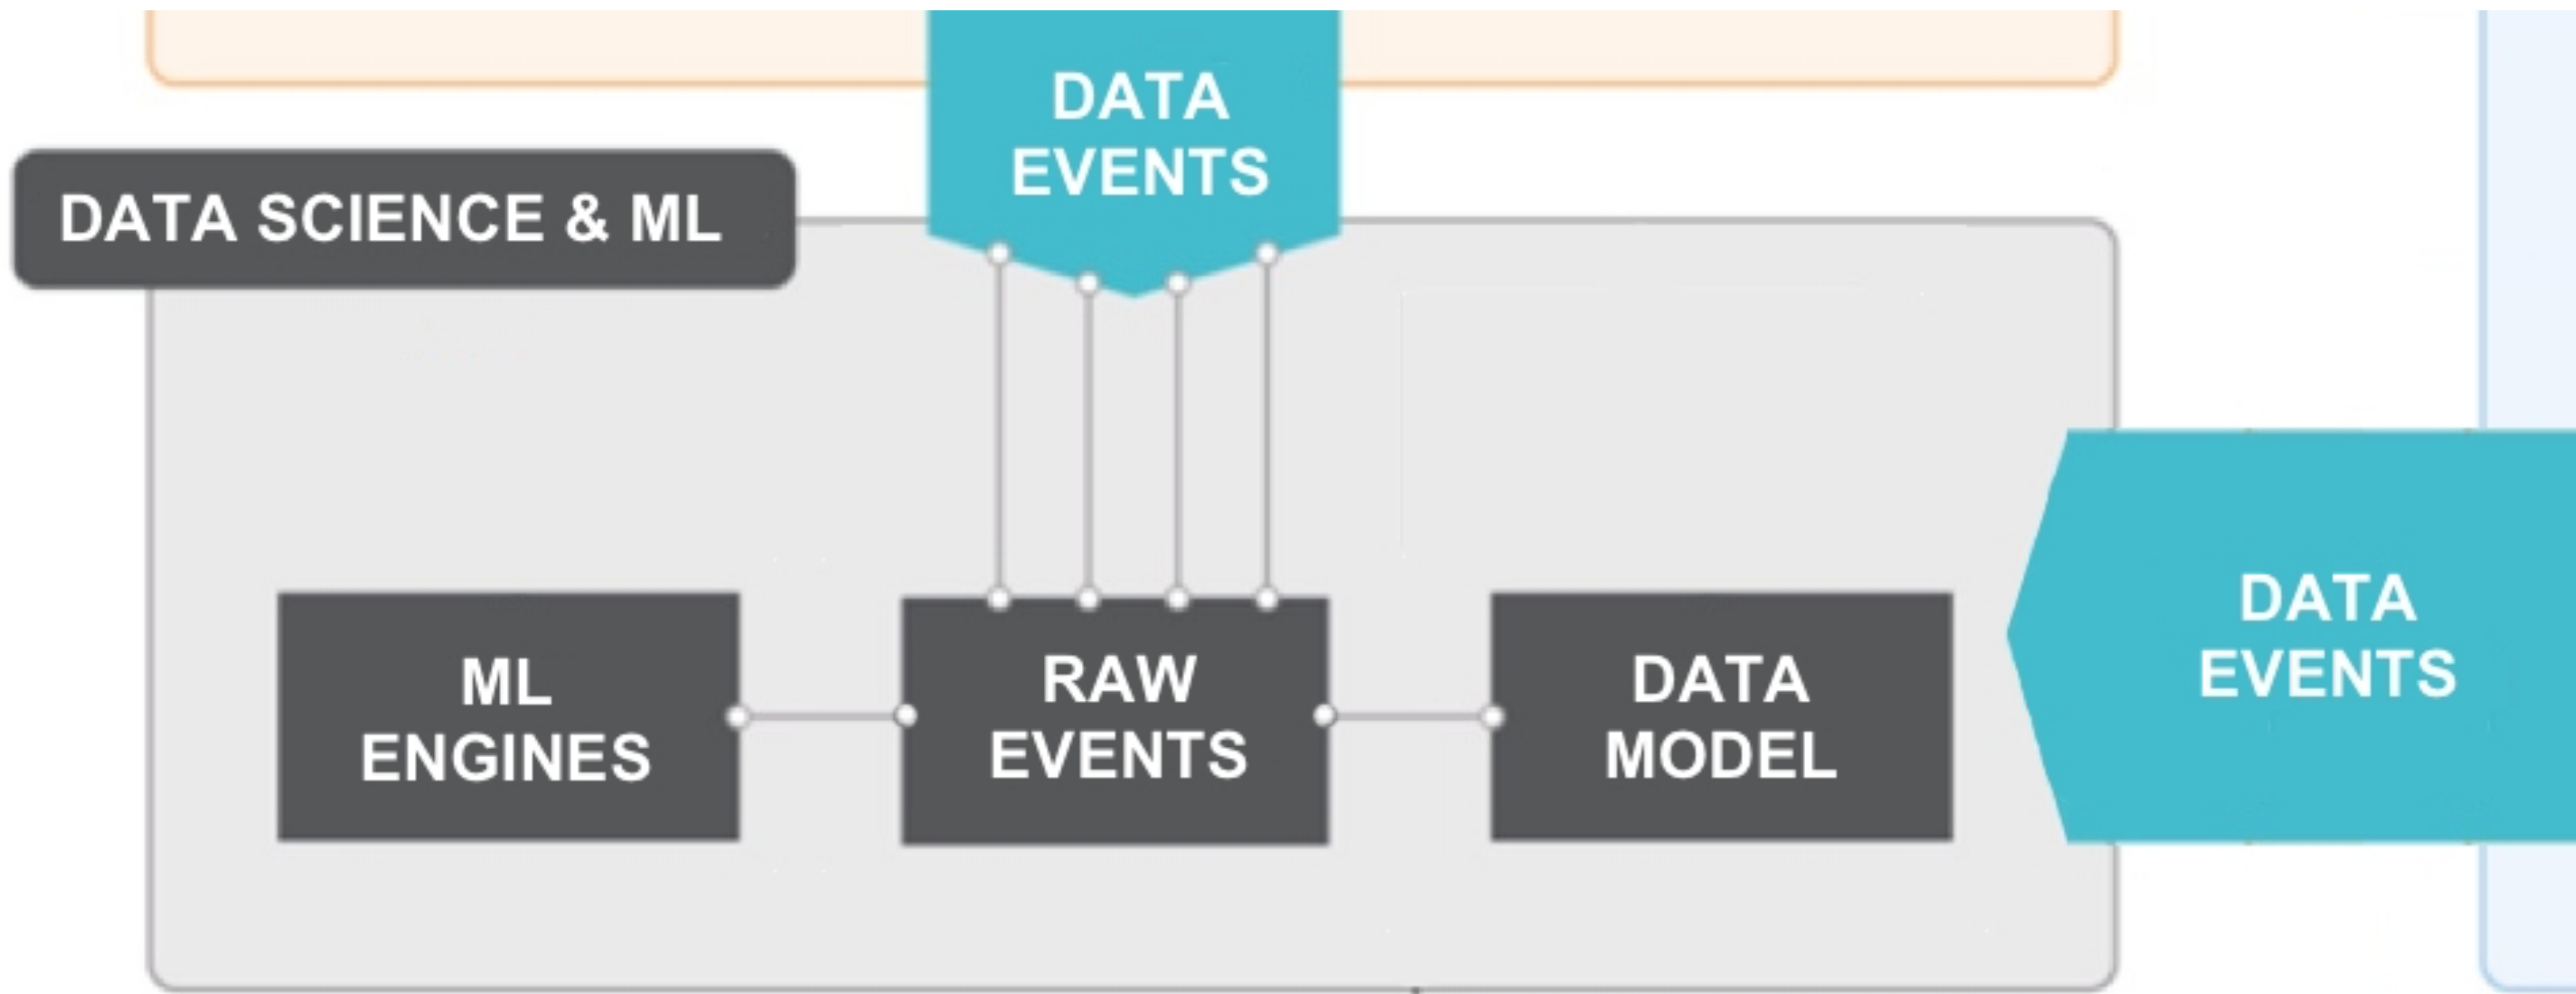 DATA
EVENTS
DATA SCIENCE & ML
ML
ENGINES
RAW
EVENTS
DATA
MODEL
DATA
EVENTS